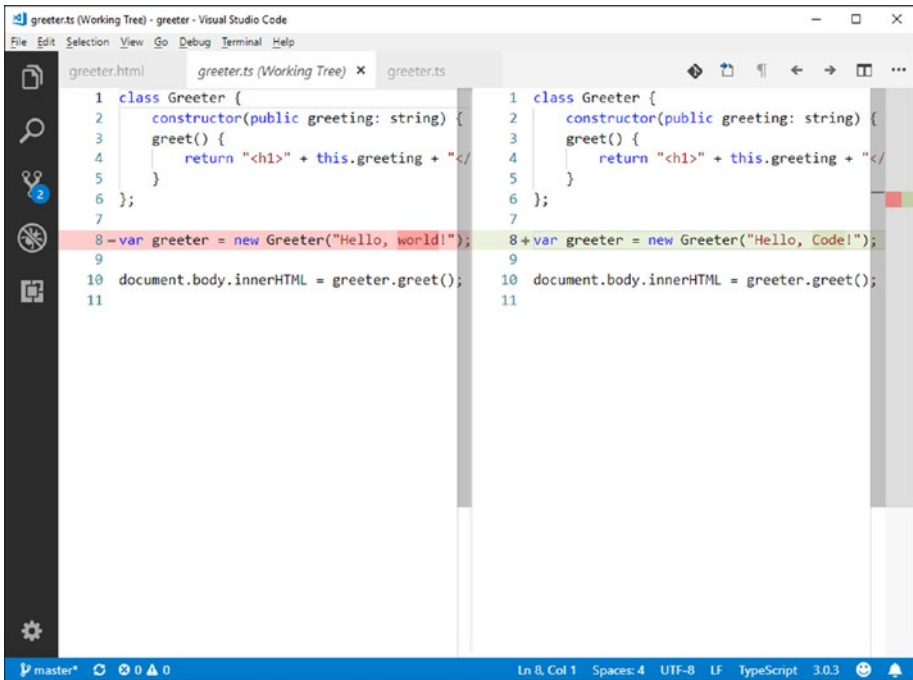 greeter.ts (Working Tree) - greeter - Visual Studio Code
File Edit Selection View Go Debug Terminal Help
greeter.html greeter.ts (Working Tree) × greeter.ts
1 class Greeter {
2 constructor(public greeting: string) {
3 greet() {
4 return "<h1>" + this.greeting + "</
5 }
6 };
7
8 - var greeter = new Greeter("Hello, world!");
9
10 document.body.innerHTML = greeter.greet();
11
1 class Greeter {
2 constructor(public greeting: string) {
3 greet() {
4 return "<h1>" + this.greeting + "</
5 }
6 };
7
8 + var greeter = new Greeter("Hello, Code!");
9
10 document.body.innerHTML = greeter.greet();
11
2
master* 0 0 Ln 8, Col 1 Spaces: 4 UTF-8 LF TypeScript 3.0.3